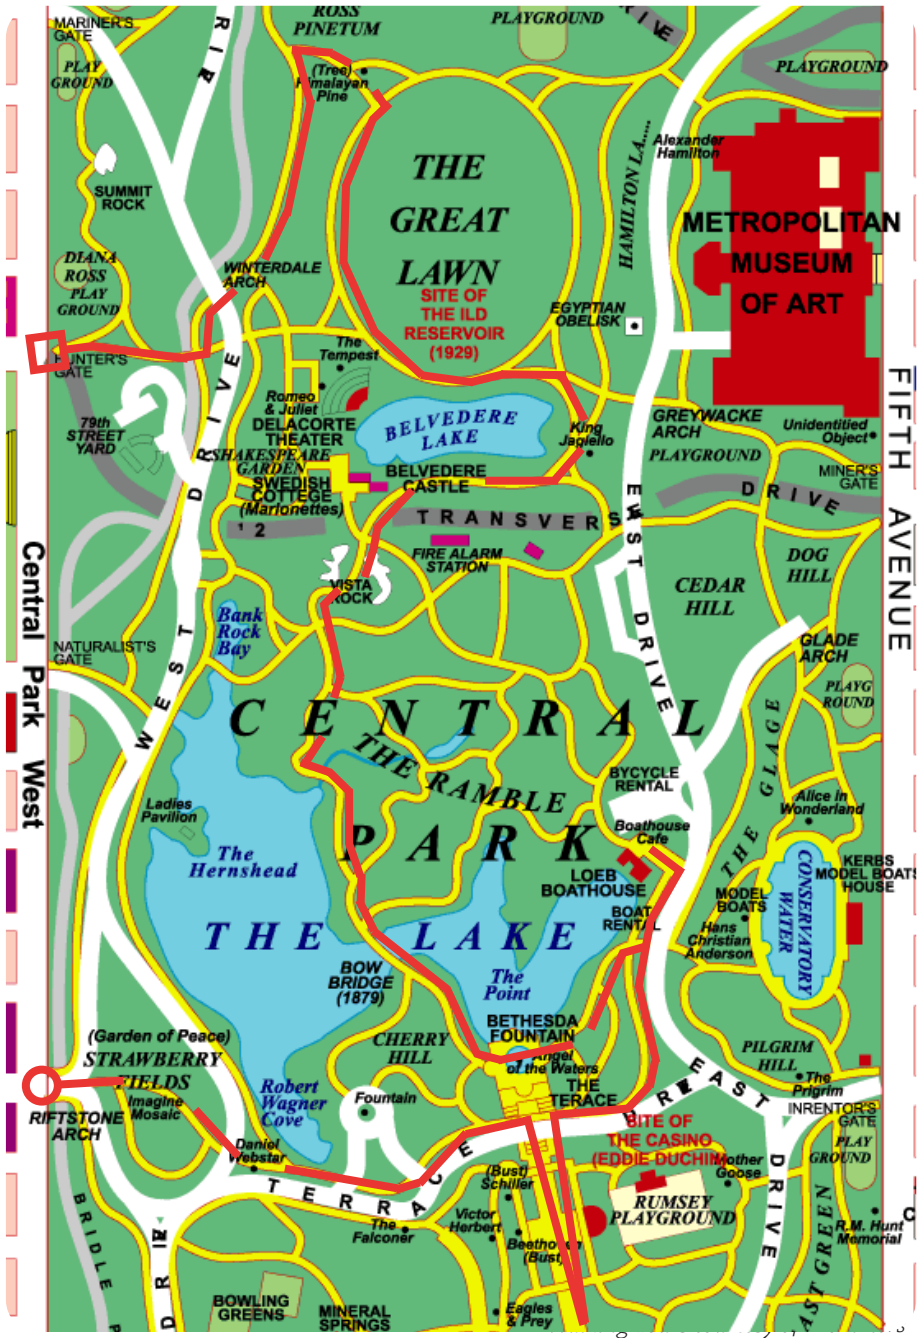 ROSS
PINETUM
MARINER'S
GATE
PLAYGROUND
PLAY
GROUND
(Tree)
Himalayan
Pine
PLAYGROUND
SUMMIT
ROCK
THE
GREAT
LAWN
SITE OF
THE ILD
RESERVOIR
(1929)
HAMILTON LA.....
Alexander
Hamilton
METROPOLITAN
MUSEUM
OF ART
DIANA
ROSS
PLAY
GROUND
WINTERDALE
ARCH
EGYPTIAN
OBELISK
HUNTER'S
GATE
The
Tempest
Romeo
& Juliet
DELACORTE
THEATER
SHAKESPEARE
GARDEN
SWEDISH
COTTEGE
(Marionettes)
79th
STREET
YARD
BELVEDERE
LAKE
King
Jagiello
BELVEDERE
CASTLE
GREYWACKE
ARCH
PLAYGROUND
Unidentified
Object
MINER'S
GATE
FIFTH AVENUE
DRIVE
TRANSVERS
'2
FIRE ALARM
STATION
VISTA
ROCK
EAST DRIVE
CEDAR
HILL
DOG
HILL
GLADE
ARCH
PLAYG
ROUND
Central Park West
NATURALIST'S
GATE
Bank
Rock
Bay
WEST DRIVE
CENTRAL
PARK
THE RAMBLE
BYCYCLE
RENTAL
THE GLAGE
Alice in
Wonderland
Ladies
Pavilion
The
Hernshead
Boathouse
Cafe
LOEB
BOATHOUSE
BOAT
RENTAL
MODEL
BOATS
Hans
Christian
Anderson
CONSERVATORY
WATER
KERBS
MODEL BOATS
HOUSE
THE LAKE
BOW
BRIDGE
(1879)
The
Point
BETHESDA
FOUNTAIN
Angel
of the Waters
THE
TERACE
(Garden of Peace)
STRAWBERRY
FIELDS
Imagine
Mosaic
RIFTSTONE
ARCH
CHERRY
HILL
Fountain
Robert
Wagner
Cove
Daniel
Webstar
PILGRIM
HILL
The
Prigrim
INRENTOR'S
GATE
EAST
DRIVE
SITE OF
THE CASINO
(EDDIE DUCHIN)
Mother
Goose
PLAY
GROUND
TERRACE
(Bust)
Schiller
Victor
Herbert
Beethoven
(Bust)
The
Falconer
RUMSEY
PLAYGROUND
R.M. Hunt
Memorial
EAST GREEN
BRIDLE
BOWLING
GREENS
MINERAL
SPRINGS
Eagles
& Prey